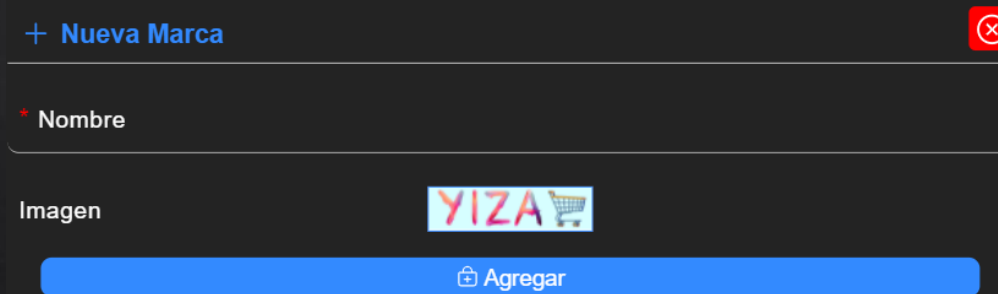 + Nueva Marca
* Nombre
Imagen
YIZA
Agregar